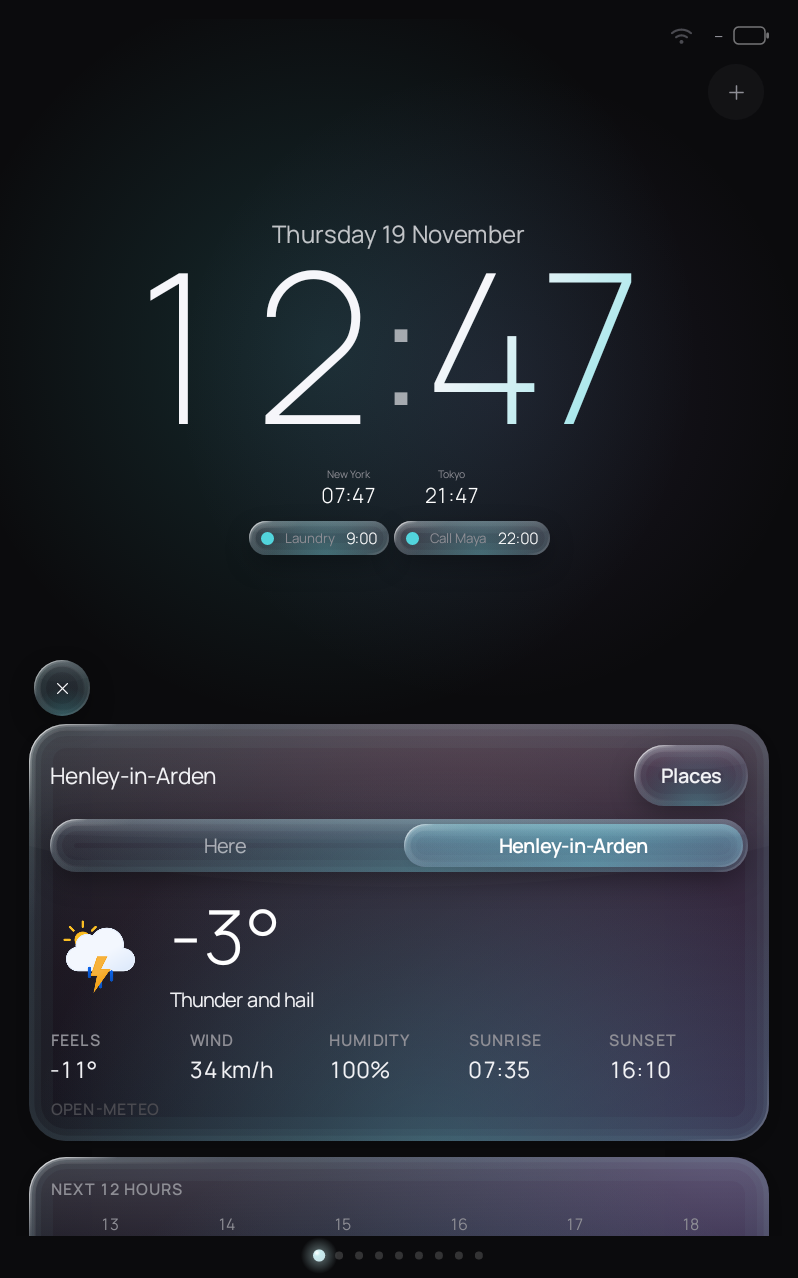 Thursday 19 November
12:47
New York Tokyo
07:47 21:47
Laundry 9:00 Call Maya 22:00
Henley-in-Arden Places
Here Henley-in-Arden
-3°
Thunder and hail
FEELS WIND HUMIDITY SUNRISE SUNSET
-11° 34 km/h 100% 07:35 16:10
OPEN-METEO
NEXT 12 HOURS
13 14 15 16 17 18